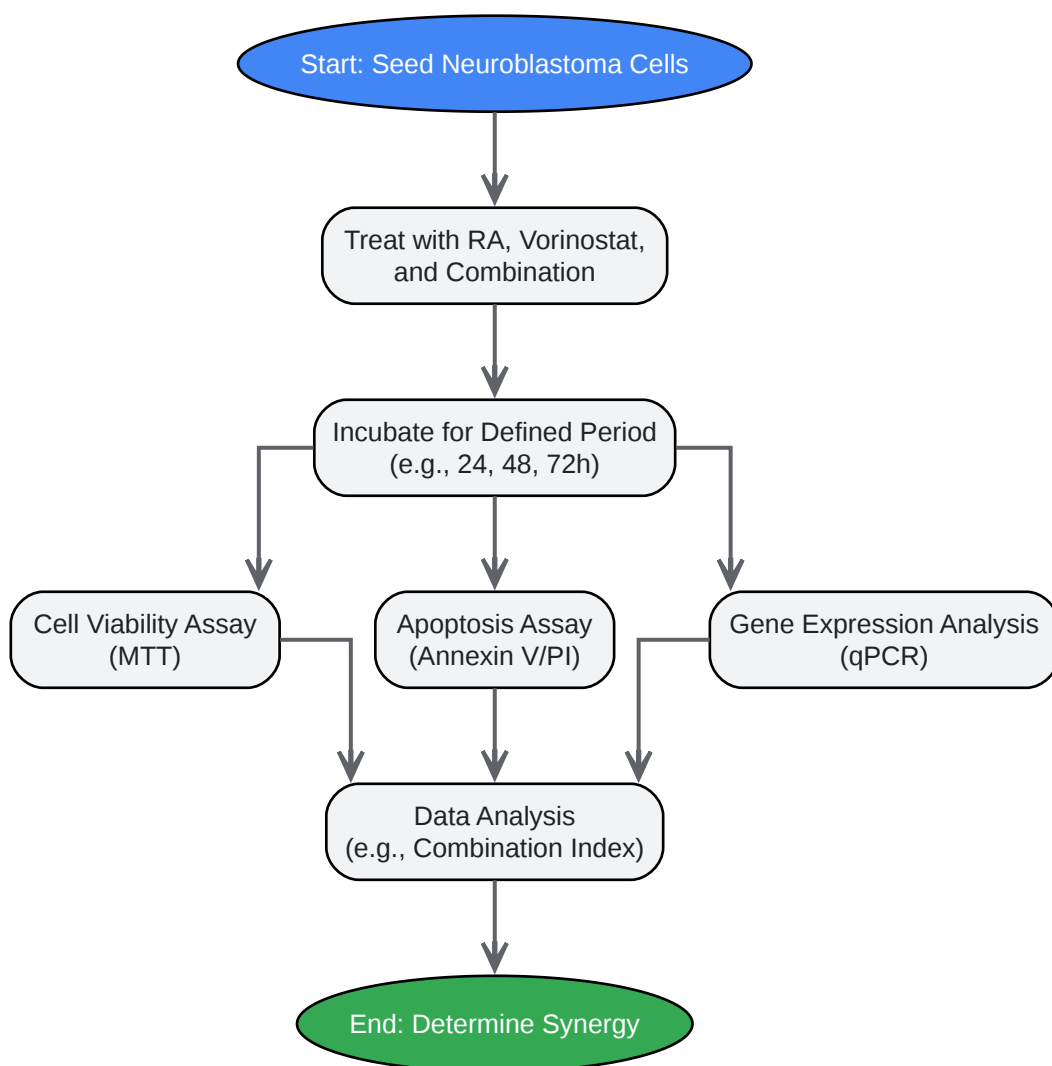 Start: Seed Neuroblastoma Cells
Treat with RA, Vorinostat,
and Combination
Incubate for Defined Period
(e.g., 24, 48, 72h)
Cell Viability Assay
(MTT)
Apoptosis Assay
(Annexin V/PI)
Gene Expression Analysis
(qPCR)
Data Analysis
(e.g., Combination Index)
End: Determine Synergy